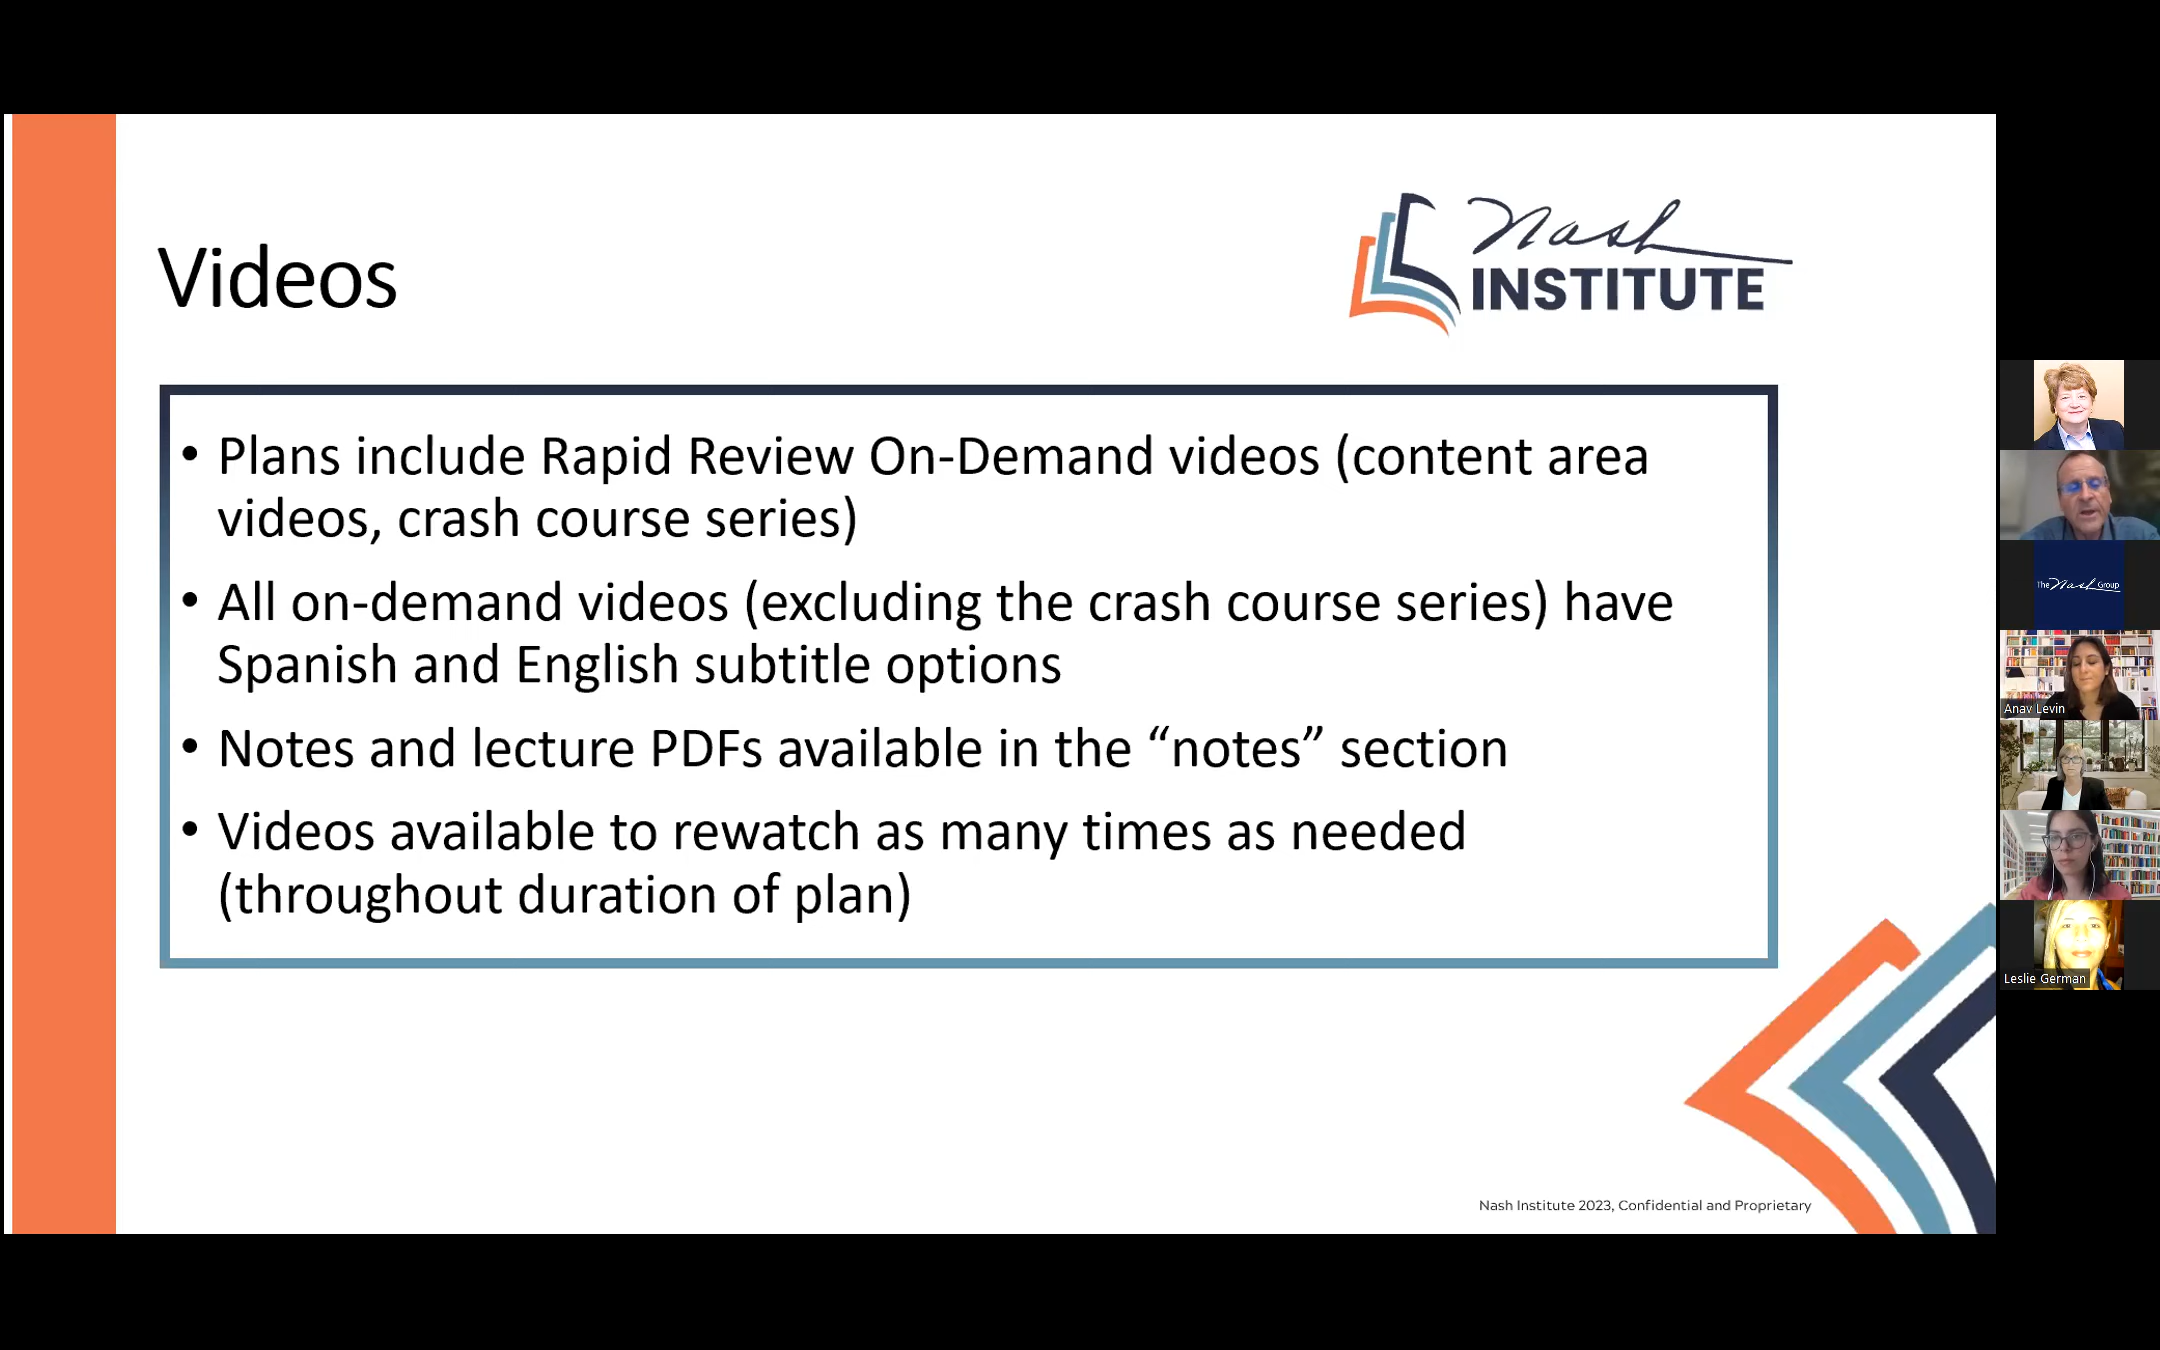 Videos
Nash
INSTITUTE
• Plans include Rapid Review On-Demand videos (content area
videos, crash course series)
• All on-demand videos (excluding the crash course series) have
Spanish and English subtitle options
• Notes and lecture PDFs available in the “notes” section
• Videos available to rewatch as many times as needed
(throughout duration of plan)
Nash Institute 2023, Confidential and Proprietary
The Nash Group
Anav Levin
Leslie German